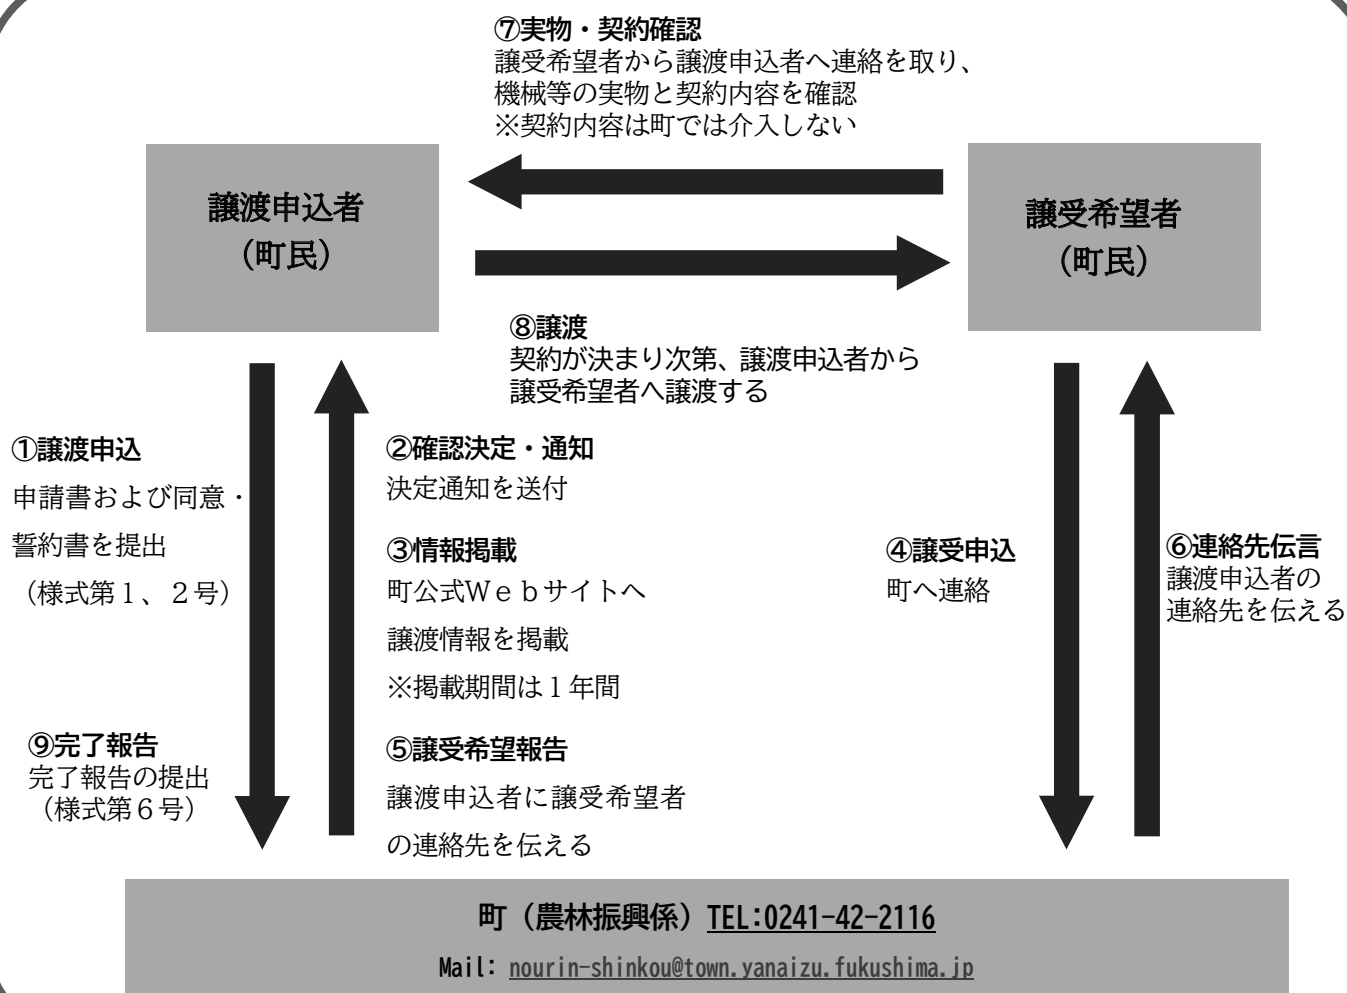 ⑦実物・契約確認
譲受希望者から譲渡申込者へ連絡を取り、
機械等の実物と契約内容を確認
※契約内容は町では介入しない
譲渡申込者
（町民）
譲受希望者
（町民）
⑧譲渡
契約が決まり次第、譲渡申込者から
譲受希望者へ譲渡する
①譲渡申込
申請書および同意・
誓約書を提出
（様式第１、２号）
②確認決定・通知
決定通知を送付
③情報掲載
町公式Ｗｅｂサイトへ
譲渡情報を掲載
※掲載期間は１年間
④譲受申込
町へ連絡
⑥連絡先伝言
譲渡申込者の
連絡先を伝える
⑨完了報告
完了報告の提出
（様式第６号）
⑤譲受希望報告
譲渡申込者に譲受希望者
の連絡先を伝える
町（農林振興係）TEL:0241-42-2116
Mail: nourin-shinkou@town.yanaizu.fukushima.jp